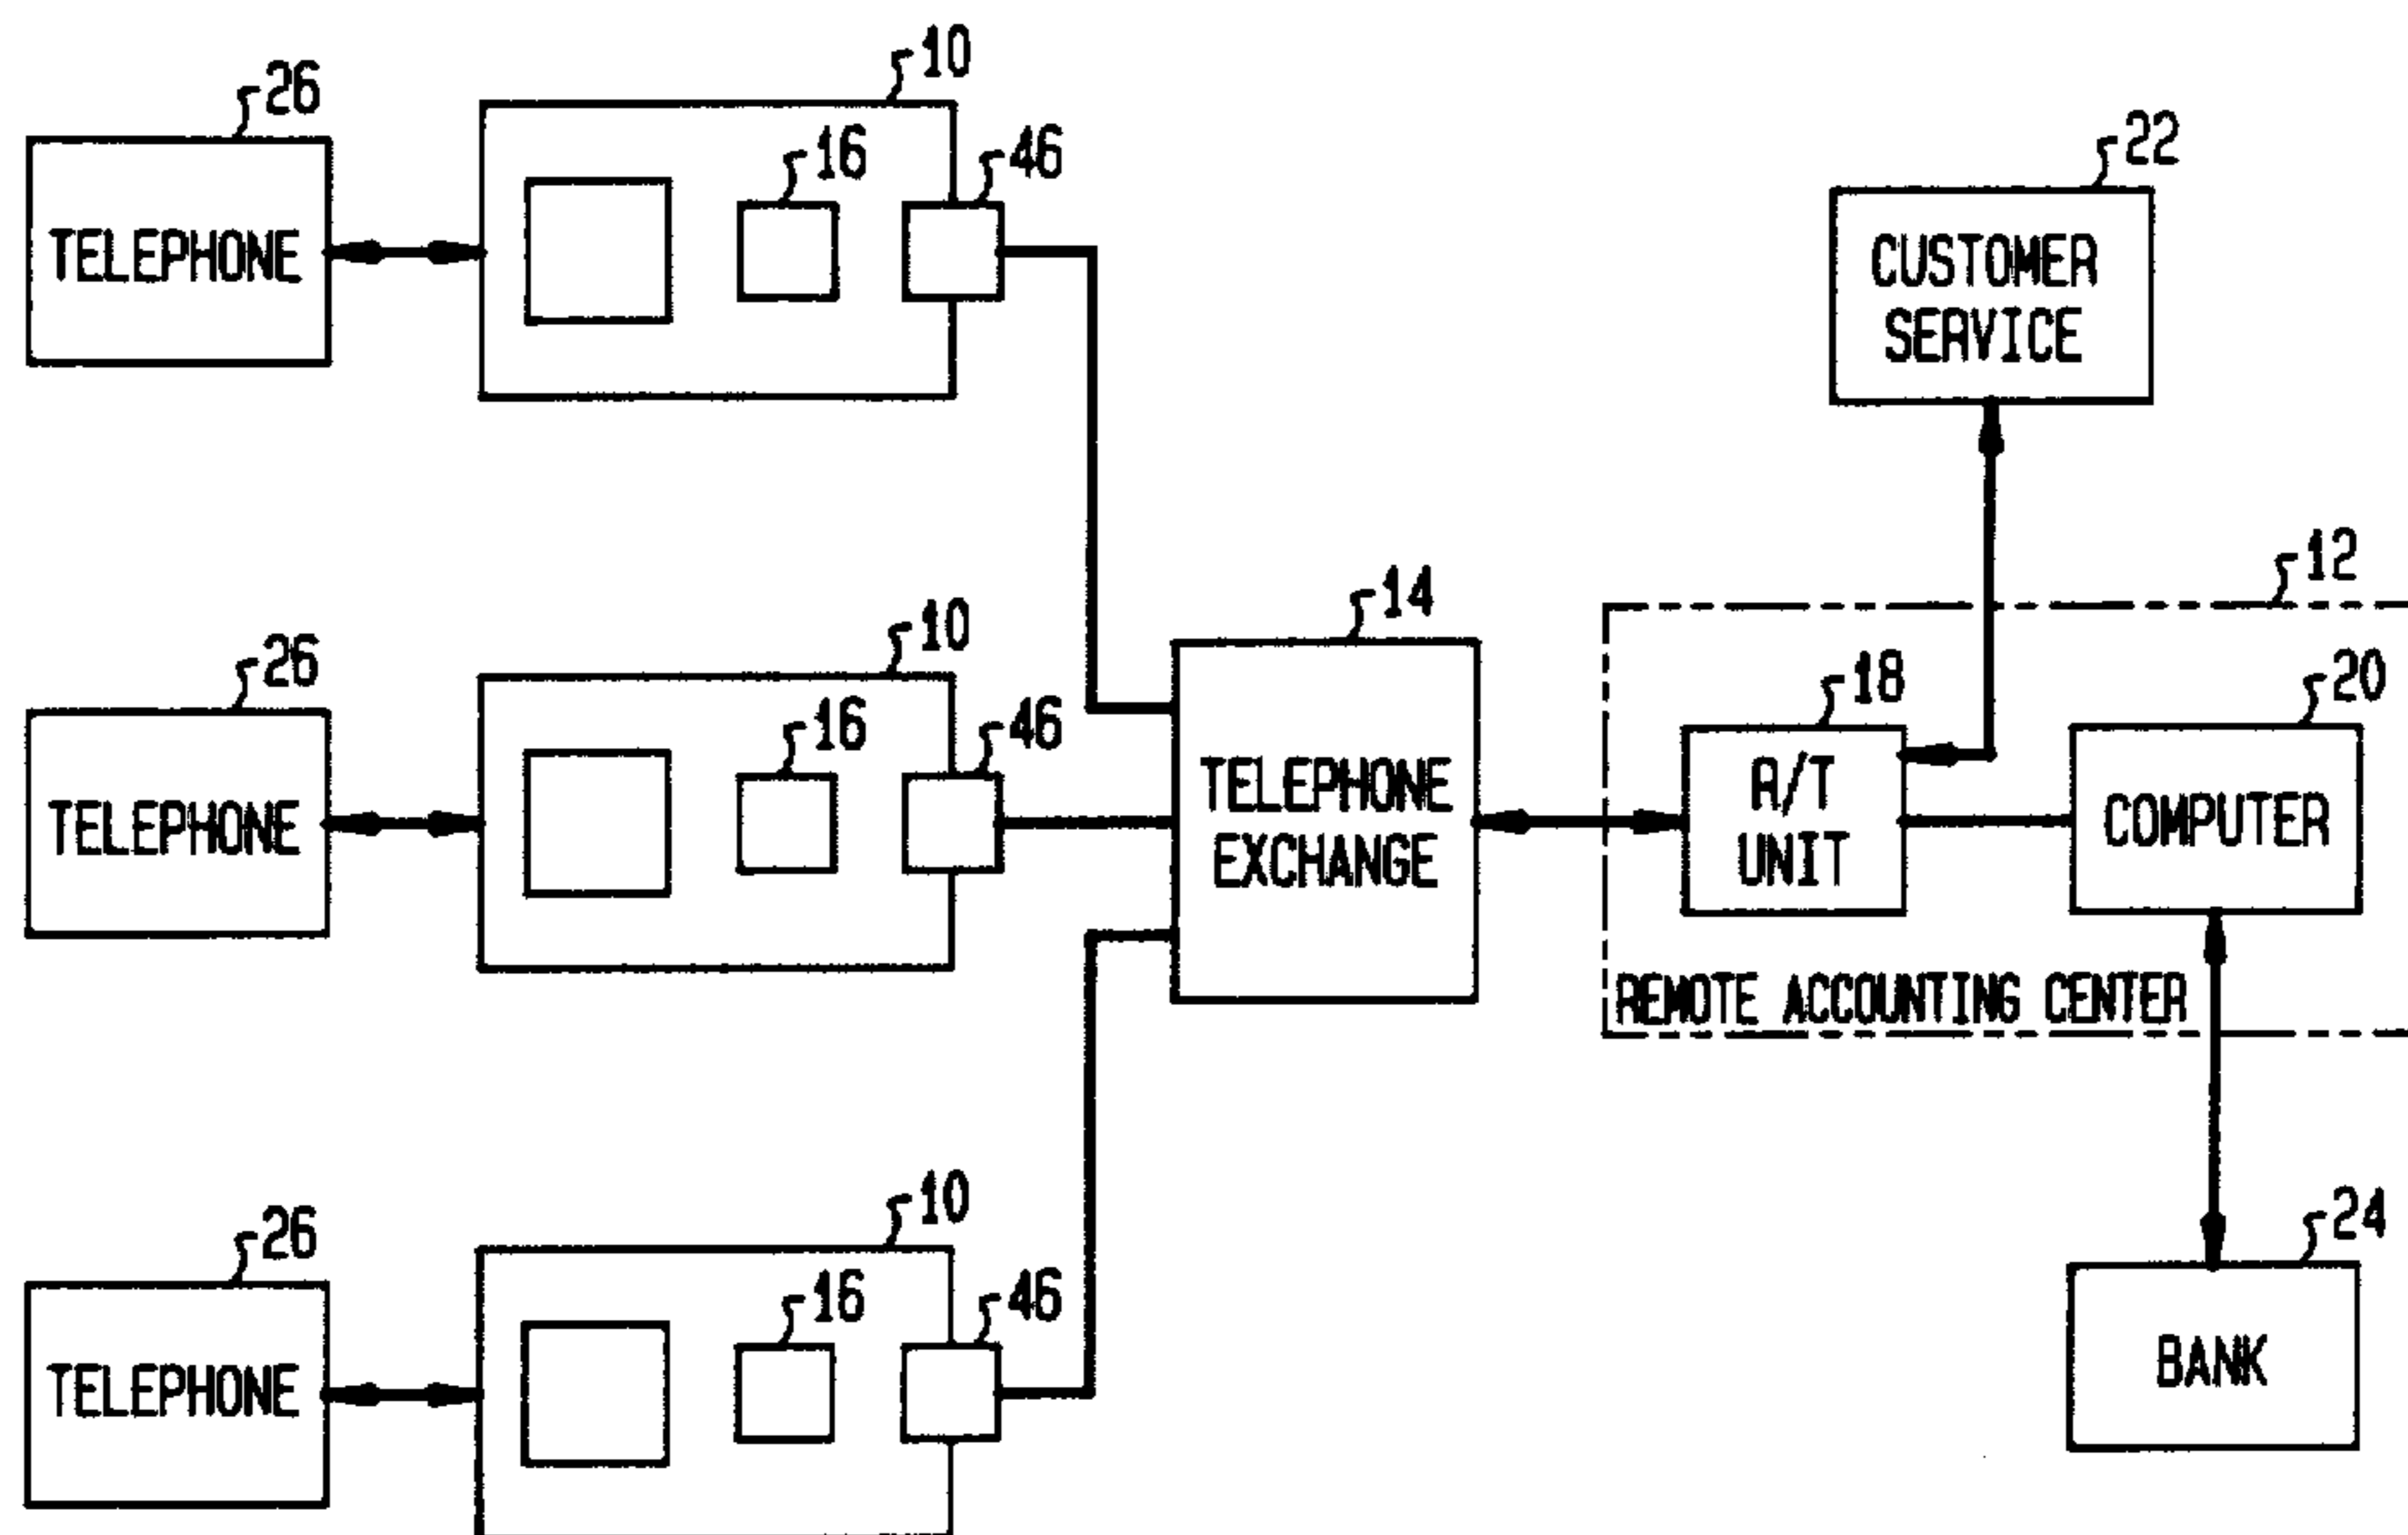 10
26
16
46
TELEPHONE
22
CUSTOMER
SERVICE
10
26
16
46
TELEPHONE
14
TELEPHONE
EXCHANGE
12
18
20
R/T
UNIT
COMPUTER
REMOTE ACCOUNTING CENTER
10
26
16
46
TELEPHONE
24
BANK